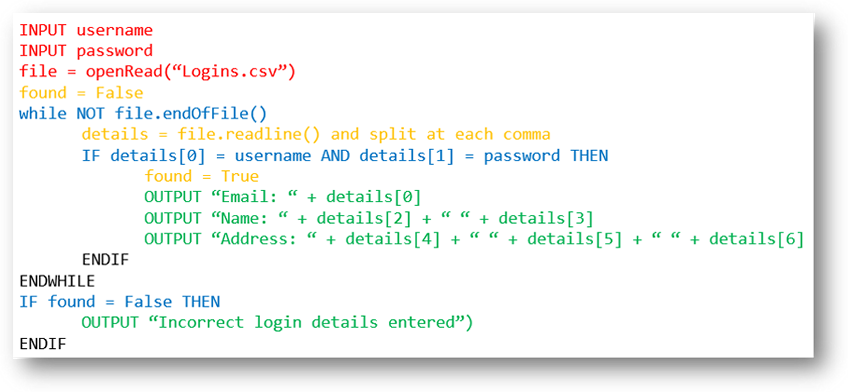 INPUT username
INPUT password
file = openRead(“Logins.csv”)
found = False
while NOT file.endOfFile()
details = file.readline() and split at each comma
IF details[0] = username AND details[1] = password THEN
found = True
OUTPUT “Email: “ + details[0]
OUTPUT “Name: “ + details[2] + “ “ + details[3]
OUTPUT “Address: “ + details[4] + “ “ + details[5] + “ “ + details[6]
ENDIF
ENDWHILE
IF found = False THEN
OUTPUT “Incorrect login details entered”)
ENDIF